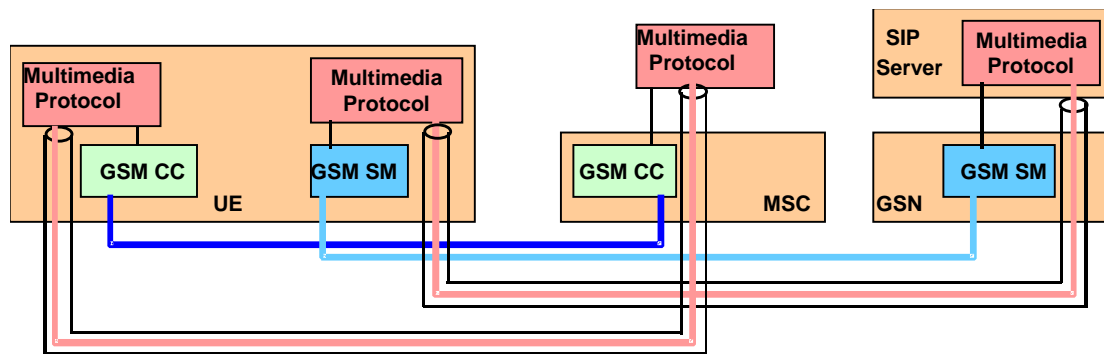 Multimedia
Protocol
GSM CC
Multimedia
Protocol
GSM SM
UE
Multimedia
Protocol
GSM CC
MSC
SIP
Server
Multimedia
Protocol
GSM SM
GSN